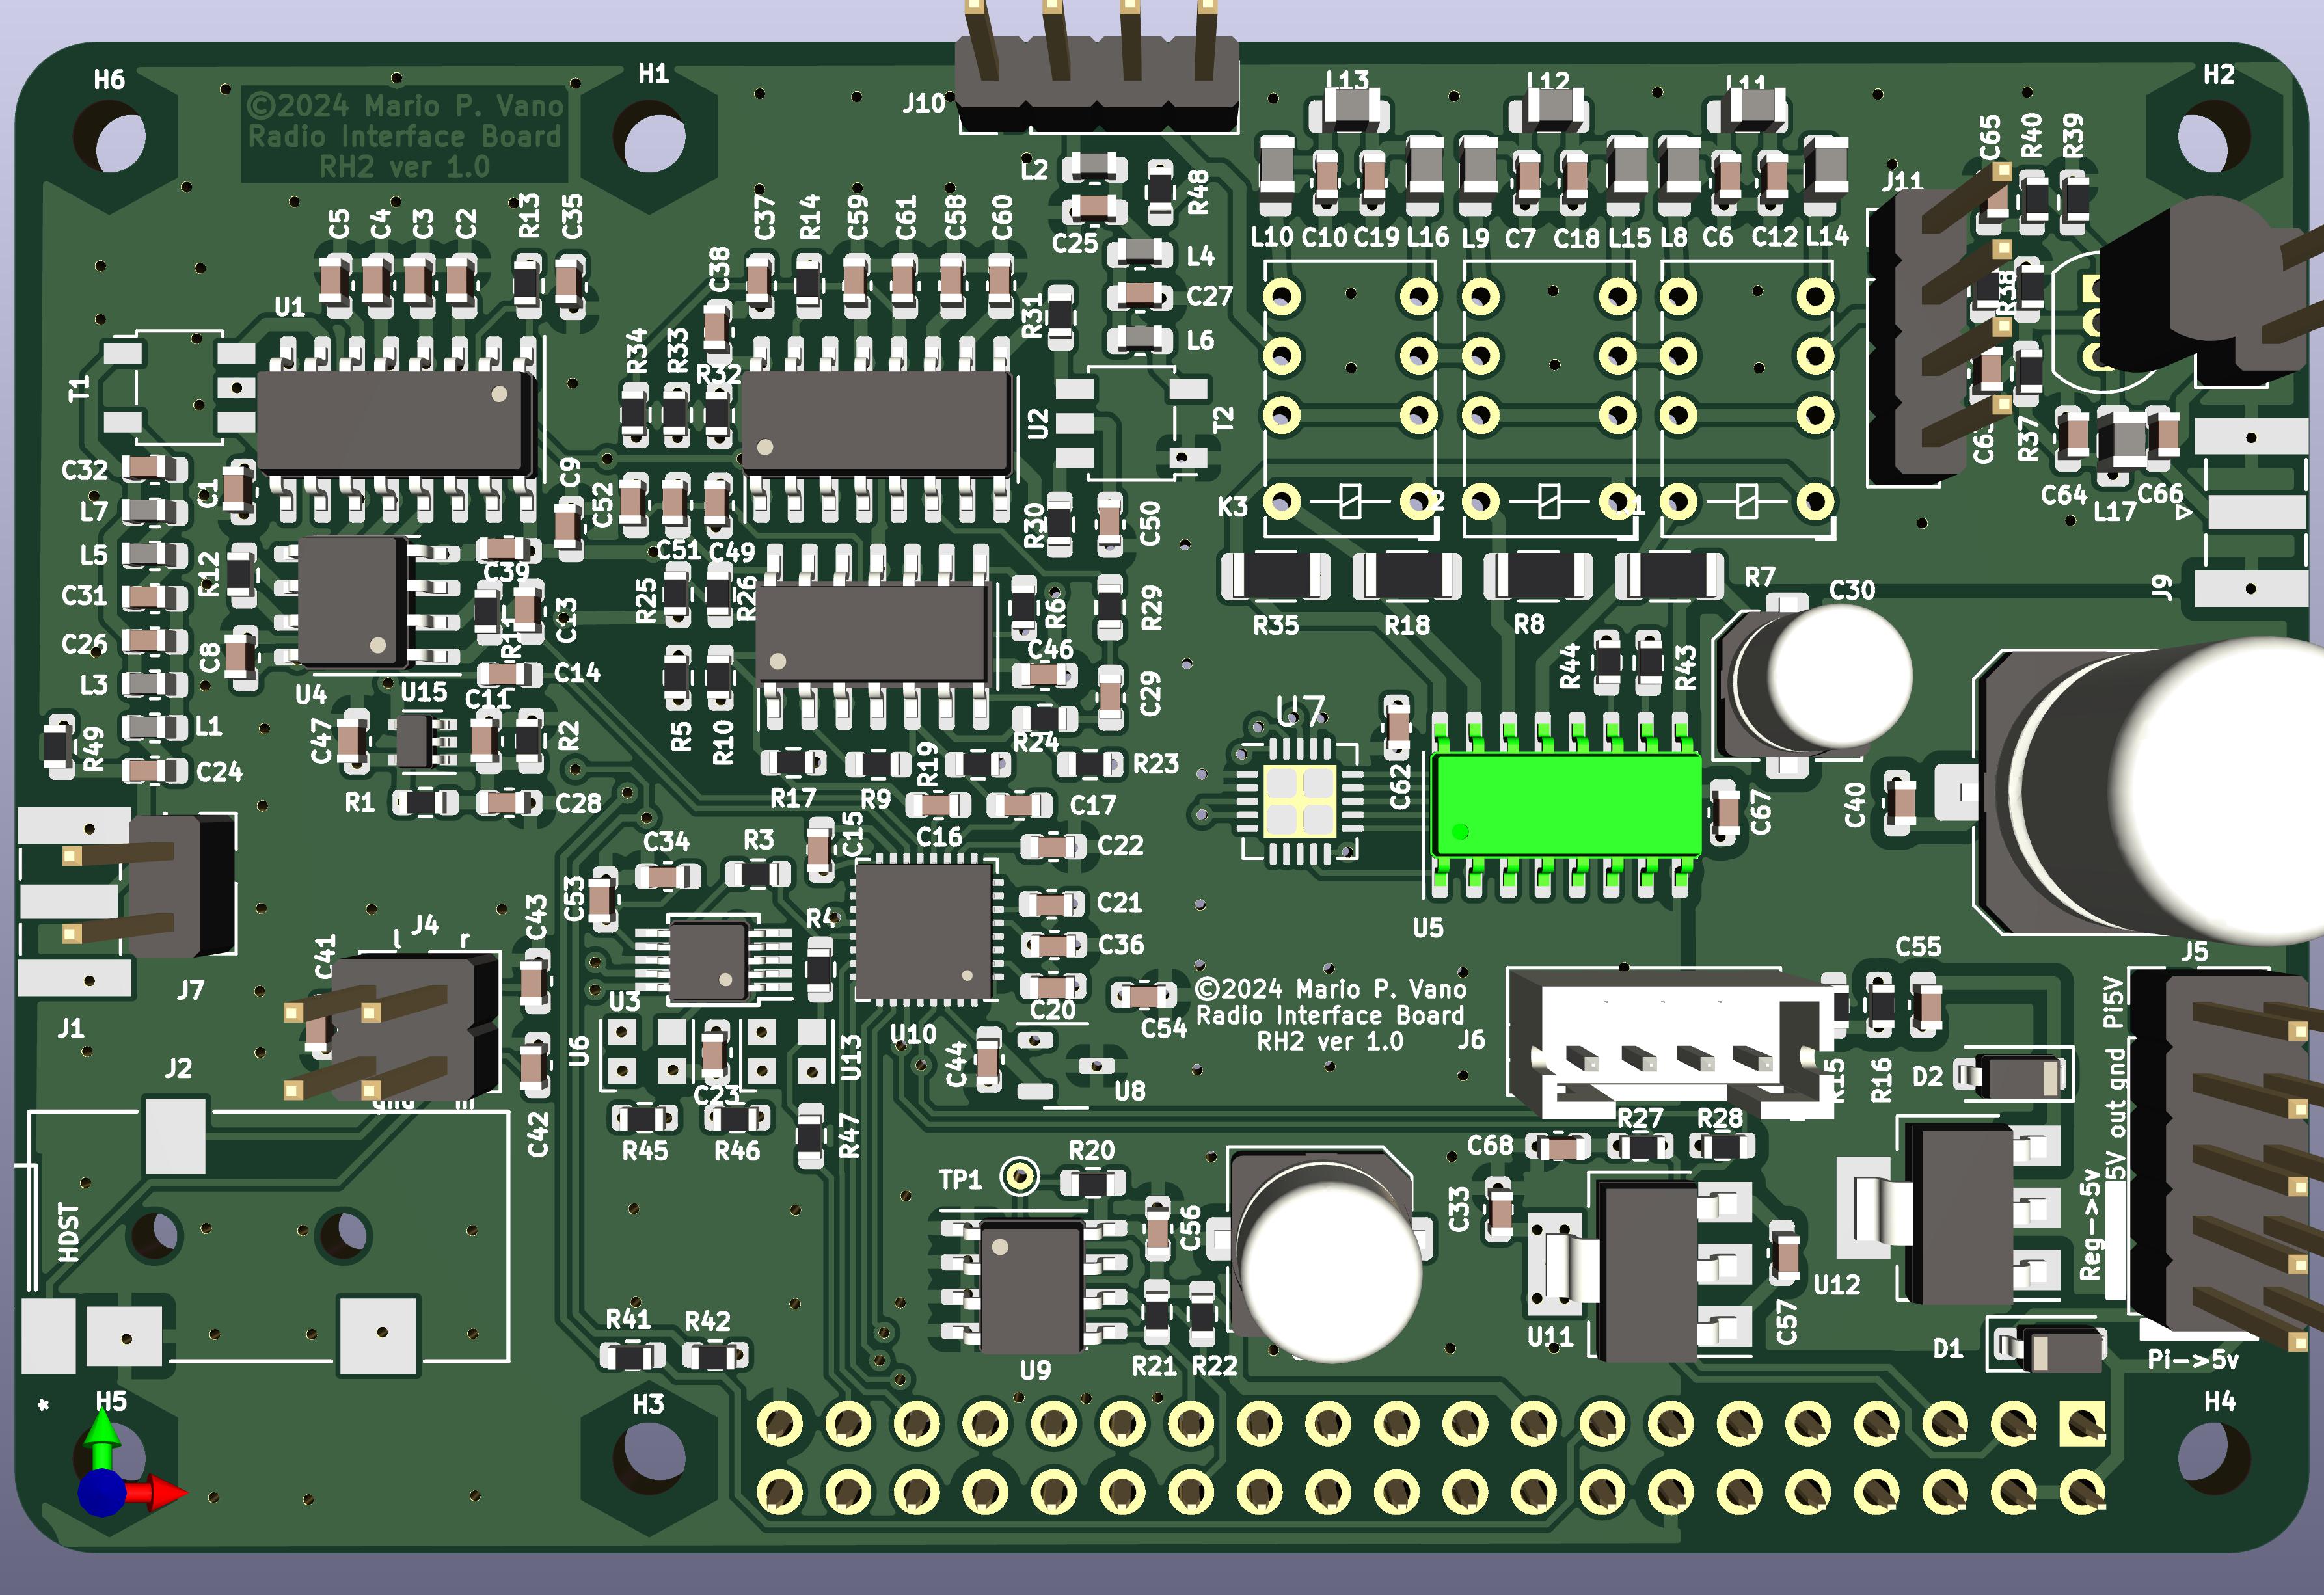 H6
H1
H2
©2024 Mario P. Vano
Radio Interface Board
RH2 ver 1.0
J10
L13
L12
L11
C65
R40
R39
L2
R48
J11
C5
C4
C3
C2
R13
C35
C37
R14
C59
C61
C58
C60
C25
L10
C10
C19
L16
L9
C7
C18
L15
L8
C6
C12
L14
L4
C38
C27
U1
R31
R38
R34
R33
L6
R32
T1
U2
T2
R37
C32
C1
C9
C52
K3
C64
L17
C66
L7
R30
C50
L5
C51
C49
C39
R12
R7
J9
C31
R25
R26
R6
R29
C30
C13
R35
R18
R8
C26
C8
C46
R44
R43
L3
U4
U15
C14
C29
C11
U7
L1
C47
R2
R5
R10
R24
R49
C24
R19
R23
C62
R1
C28
R17
R9
C17
C67
C40
C16
C34
R3
C15
C22
C53
C43
C21
J4
l r
R4
U5
C41
C36
C55
J5
J7
U3
C20
©2024 Mario P. Vano
Radio Interface Board
RH2 ver 1.0
C54
J6
J1
U10
U6
U13
C44
J2
C23
U8
R15
R16
D2
5V out gnd Pi5V
C42
R45
R46
R47
C68
R27
R28
TP1
R20
HDST
C56
C33
Reg->5v
U12
C57
R41
R42
U11
U9
R21
R22
D1
Pi->5v
*
H5
H3
H4